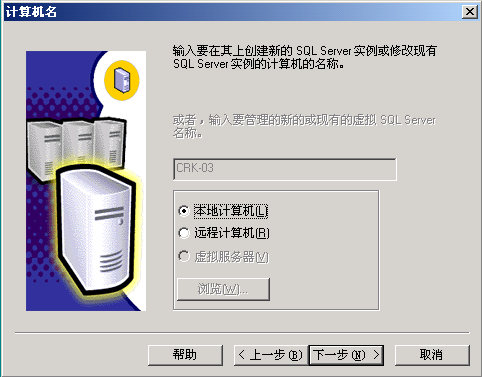 计算机名
输入要在其上创建新的 SQL Server 实例或修改现有
SQL Server 实例的计算机的名称。
或者，输入要管理的新的或现有的虚拟 SQL Server
名称。
CRK-03
本地计算机(L)
远程计算机(R)
虚拟服务器(V)
浏览(W)...
帮助
< 上一步(B)
下一步(N) >
取消